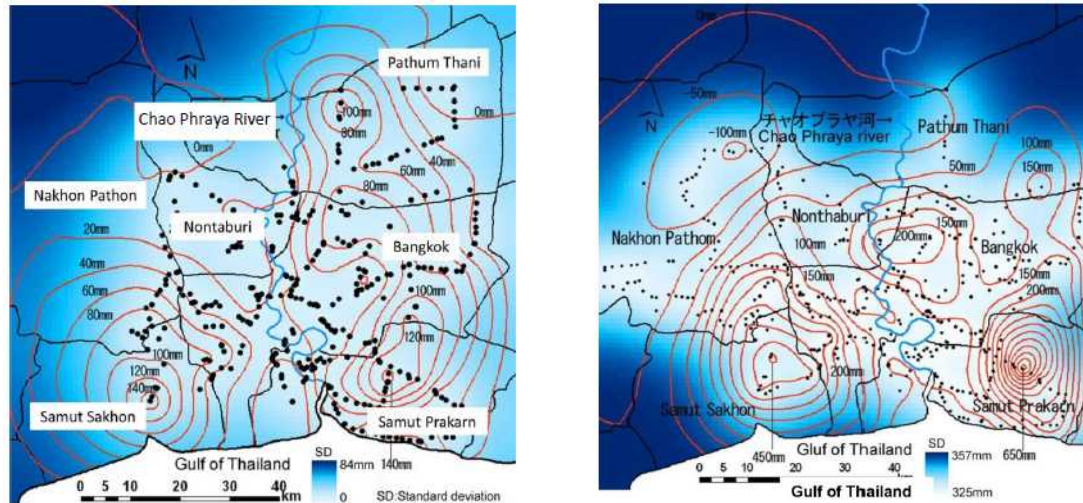 N
Pathum Thani
100mm
80mm
0mm
Chao Phraya River
0mm
40mm
60mm
80mm
Nakhon Pathon
Nontaburi
20mm
Bangkok
40mm
60mm
100mm
80mm
100mm
120mm
120mm
140mm
Samut Sakhon
Samut Prakarn
Gulf of Thailand
SD
84mm
0
140mm
0 5 10 20 30 40
km
SD:Standard deviation
0mm
-50mm
N
チャオプラヤ河→
Chao Phraya river
Pathum Thani
-100mm
100mm
50mm
150mm
Nonthaburi
150mm
Nakhon Pathom
100mm
200mm
Bangkok
150mm
150mm
200mm
200mm
Samut Sakhon
Samut Prakarn
Gulf of Thailand
SD
357mm
325mm
450mm
650mm
0 5 10 20 30 40
km
Gulf of Thailand